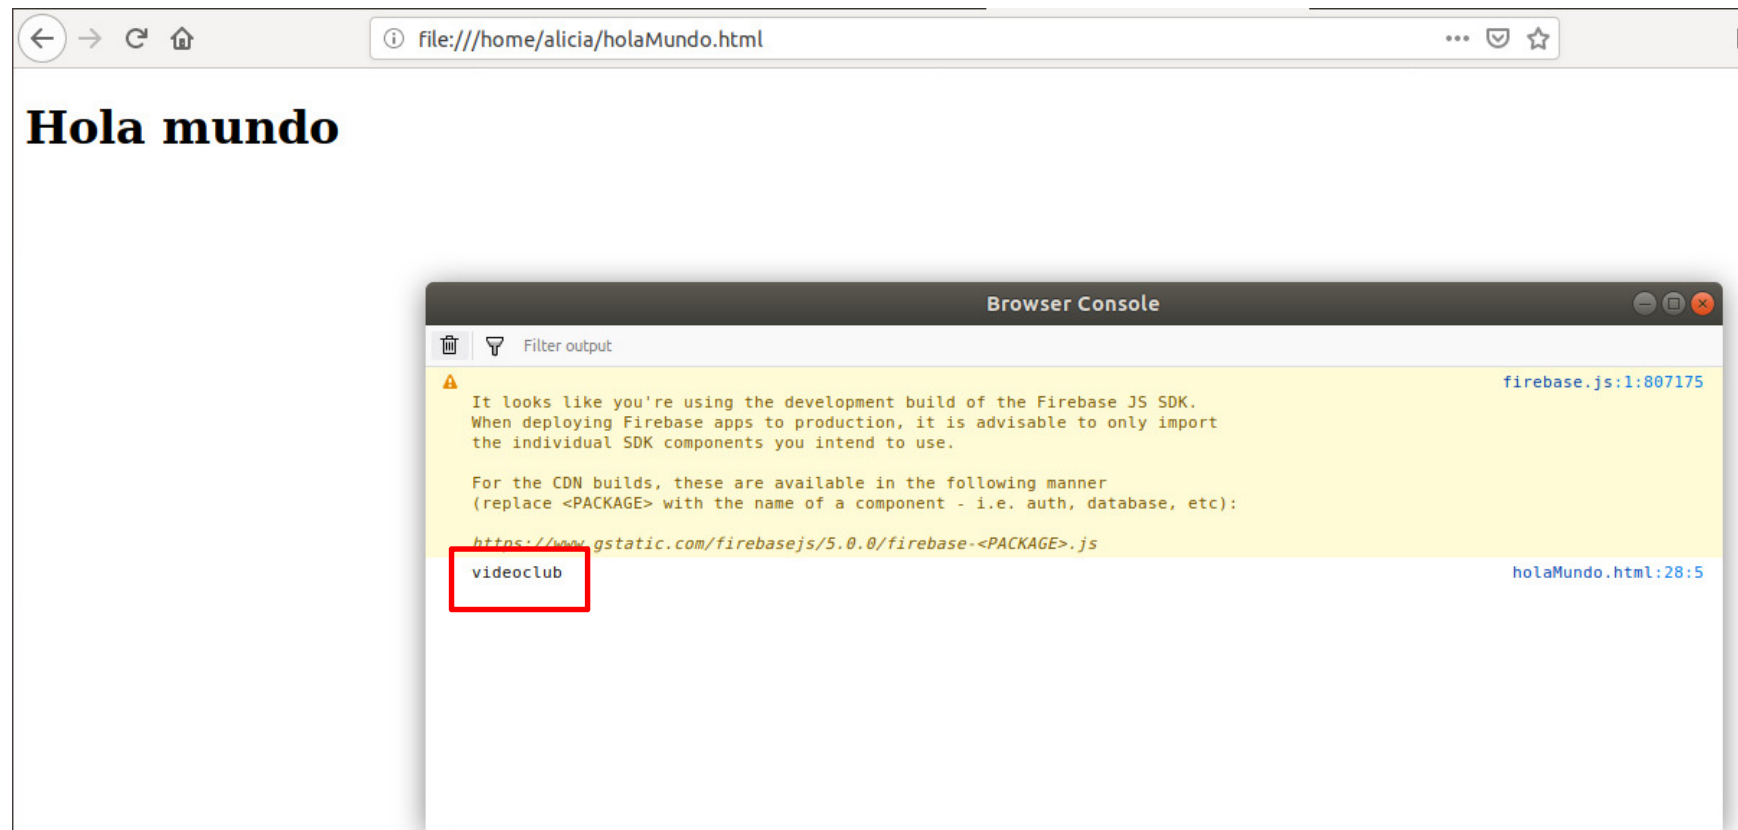 file:///home/alicia/holaMundo.html
Hola mundo
Browser Console
Filter output
firebase.js:1:807175
It looks like you're using the development build of the Firebase JS SDK.
When deploying Firebase apps to production, it is advisable to only import
the individual SDK components you intend to use.
For the CDN builds, these are available in the following manner
(replace <PACKAGE> with the name of a component - i.e. auth, database, etc):
https://www.gstatic.com/firebasejs/5.0.0/firebase-<PACKAGE>.js
videoclub holaMundo.html:28:5